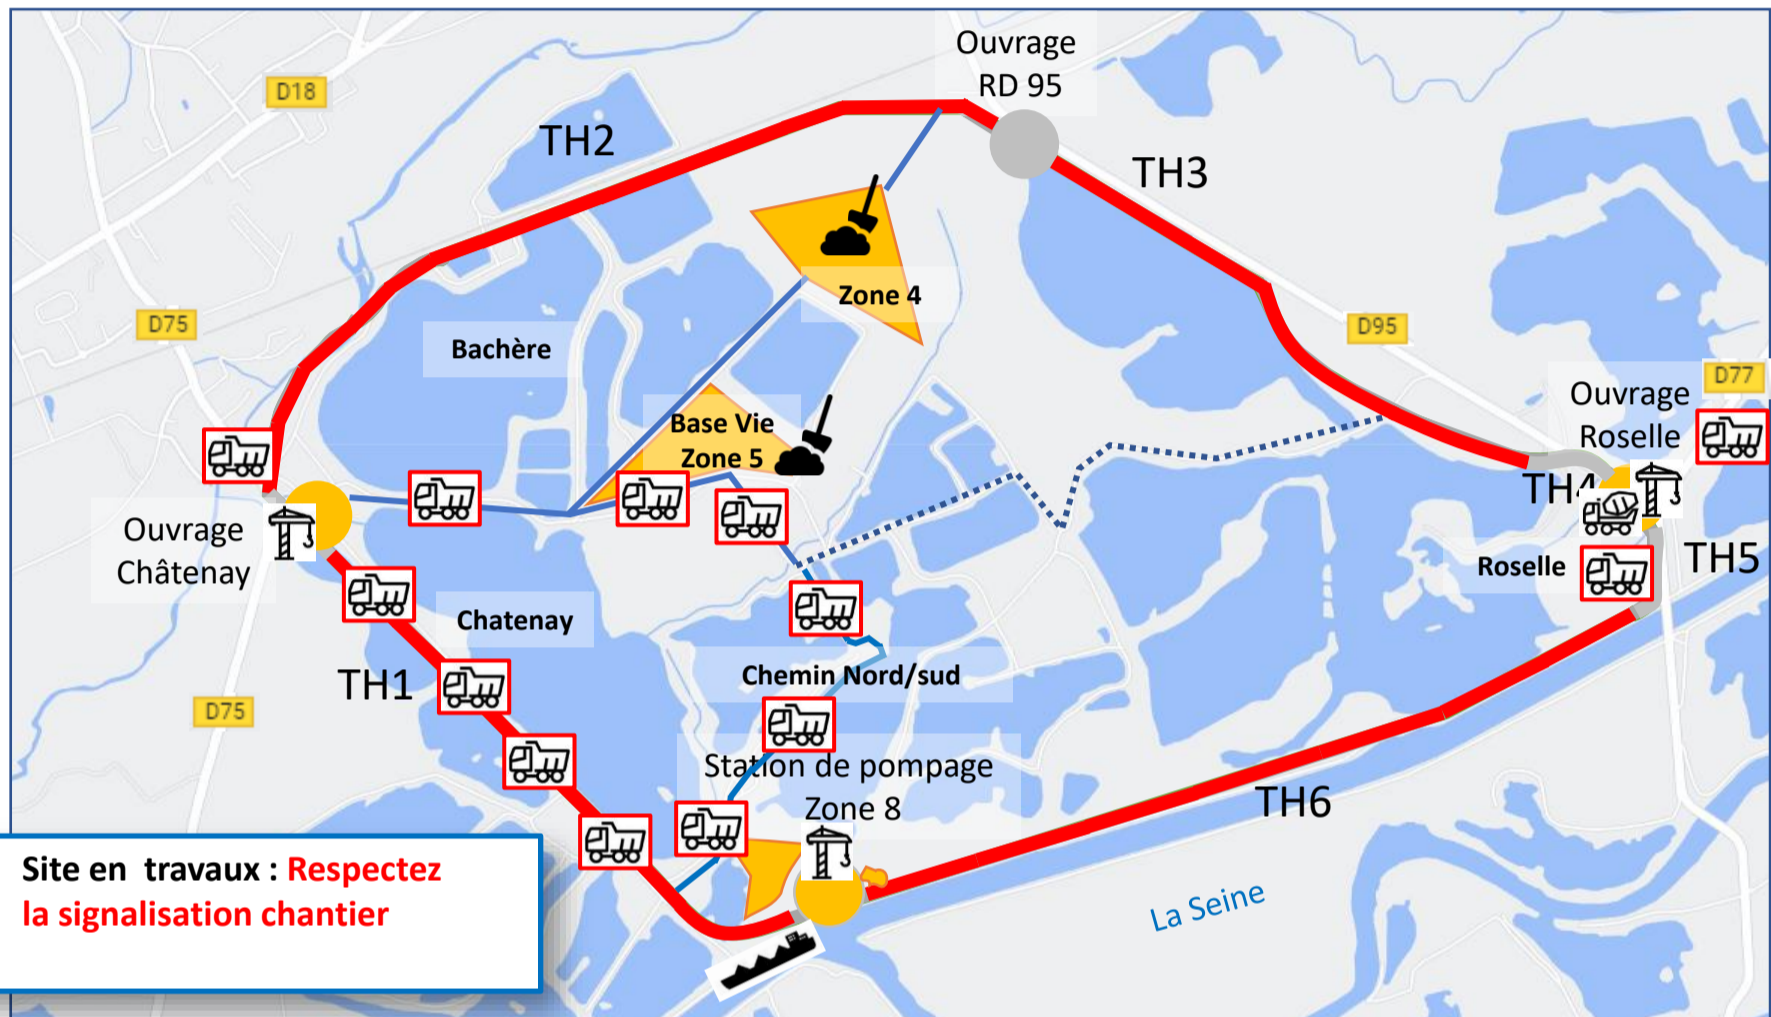 Ouvrage
RD 95
D18
TH2
TH3
Zone 4
D75
D95
Bachère
D77
Ouvrage
Roselle
Base Vie
Zone 5
TH4
Ouvrage
Châtenay
TH5
Roselle
Chatenay
Chemin Nord/sud
TH1
D75
Station de pompage
Zone 8
TH6
Site en travaux : Respectez
la signalisation chantier
La Seine